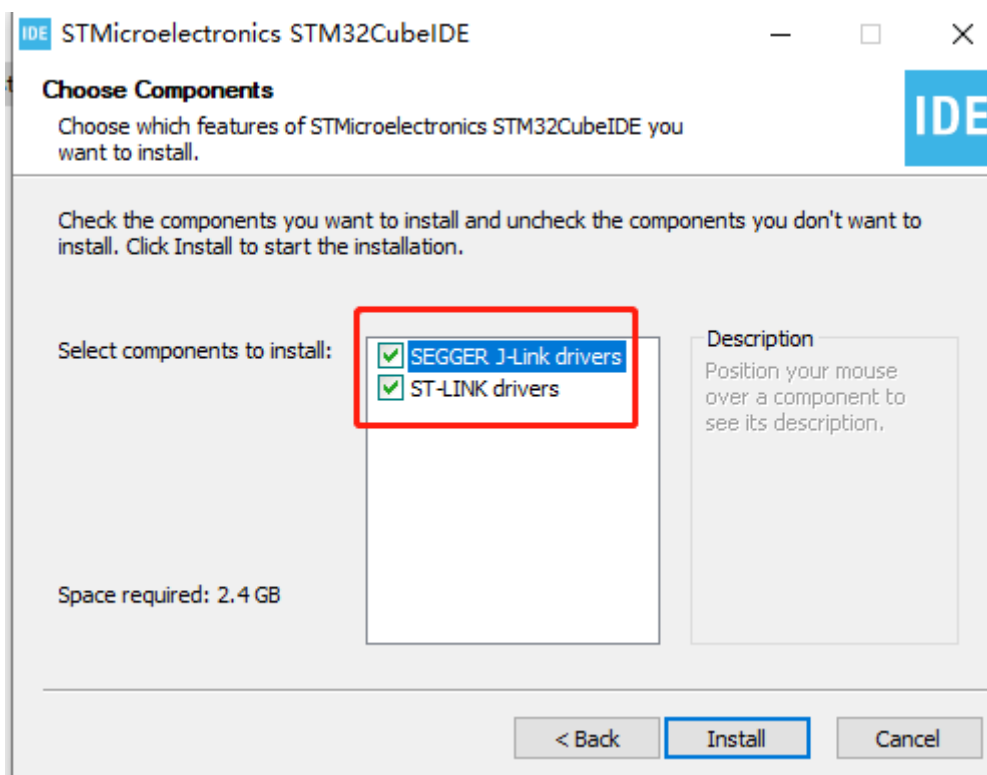 IDE STMicroelectronics STM32CubeIDE
Choose Components
Choose which features of STMicroelectronics STM32CubeIDE you
want to install.
IDE
Check the components you want to install and uncheck the components you don't want to
install. Click Install to start the installation.
Select components to install:
SEGGER J-Link drivers
ST-LINK drivers
Description
Position your mouse
over a component to
see its description.
Space required: 2.4 GB
< Back
Install
Cancel